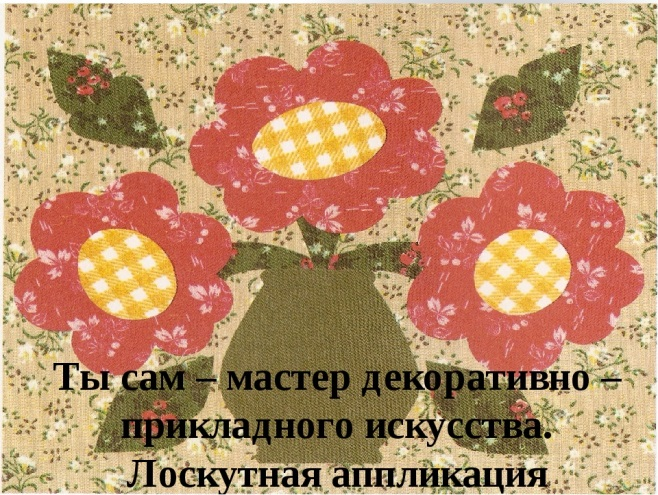 Ты сам – мастер декоративно –
прикладного искусства.
Лоскутная аппликация